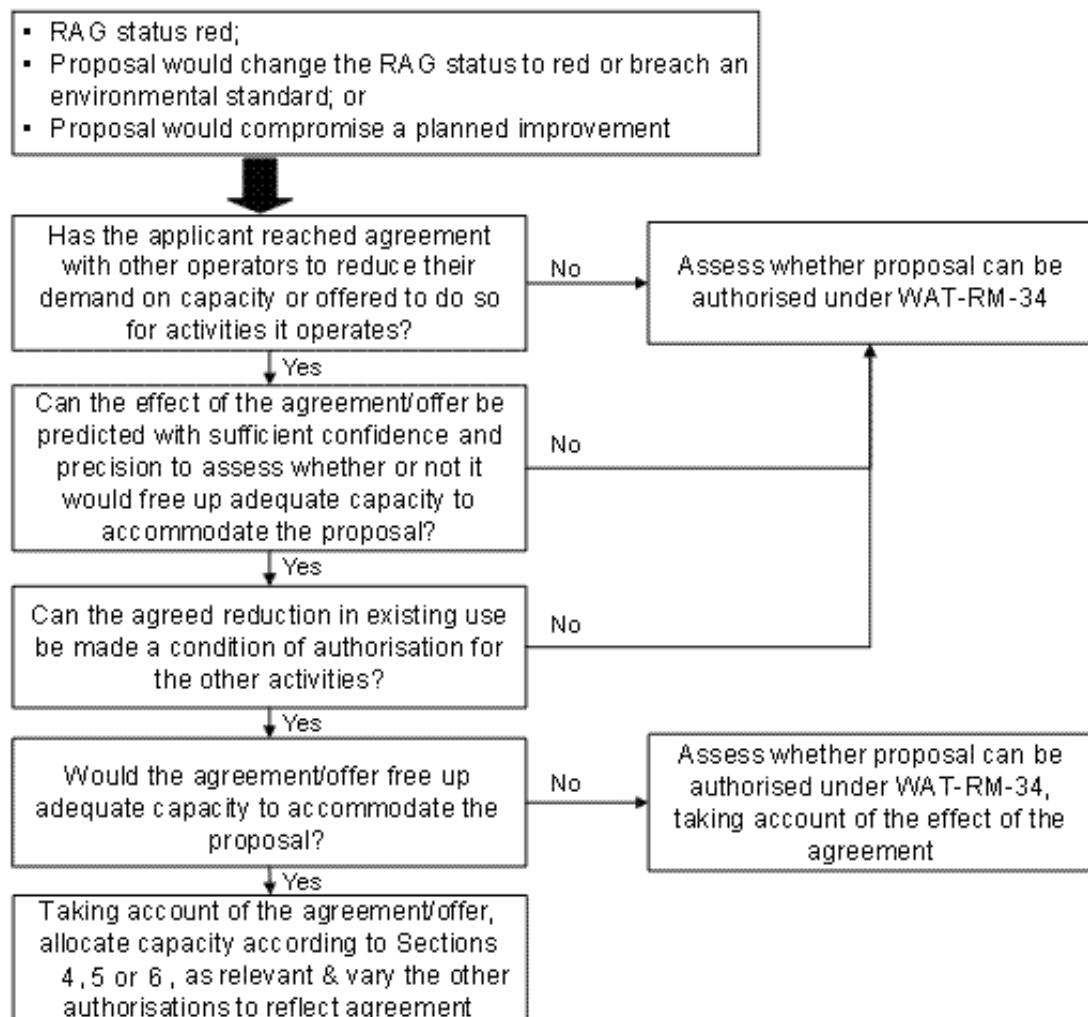 ▪ RAG status red;
▪ Proposal would change the RAG status to red or breach an
environmental standard; or
▪ Proposal would compromise a planned improvement
Has the applicant reached agreement
with other operators to reduce their
demand on capacity or offered to do so
for activities it operates?
No
Assess whether proposal can be
authorised under WAT-RM-34
Yes
Can the effect of the agreement/offer be
predicted with sufficient confidence and
precision to assess whether or not it
would free up adequate capacity to
accommodate the proposal?
No
Yes
Can the agreed reduction in existing use
be made a condition of authorisation for
the other activities?
No
Yes
Would the agreement/offer free up
adequate capacity to accommodate the
proposal?
No
Assess whether proposal can be
authorised under WAT-RM-34,
taking account of the effect of the
agreement
Yes
Taking account of the agreement/offer,
allocate capacity according to Sections
4, 5 or 6, as relevant & vary the other
authorisations to reflect agreement